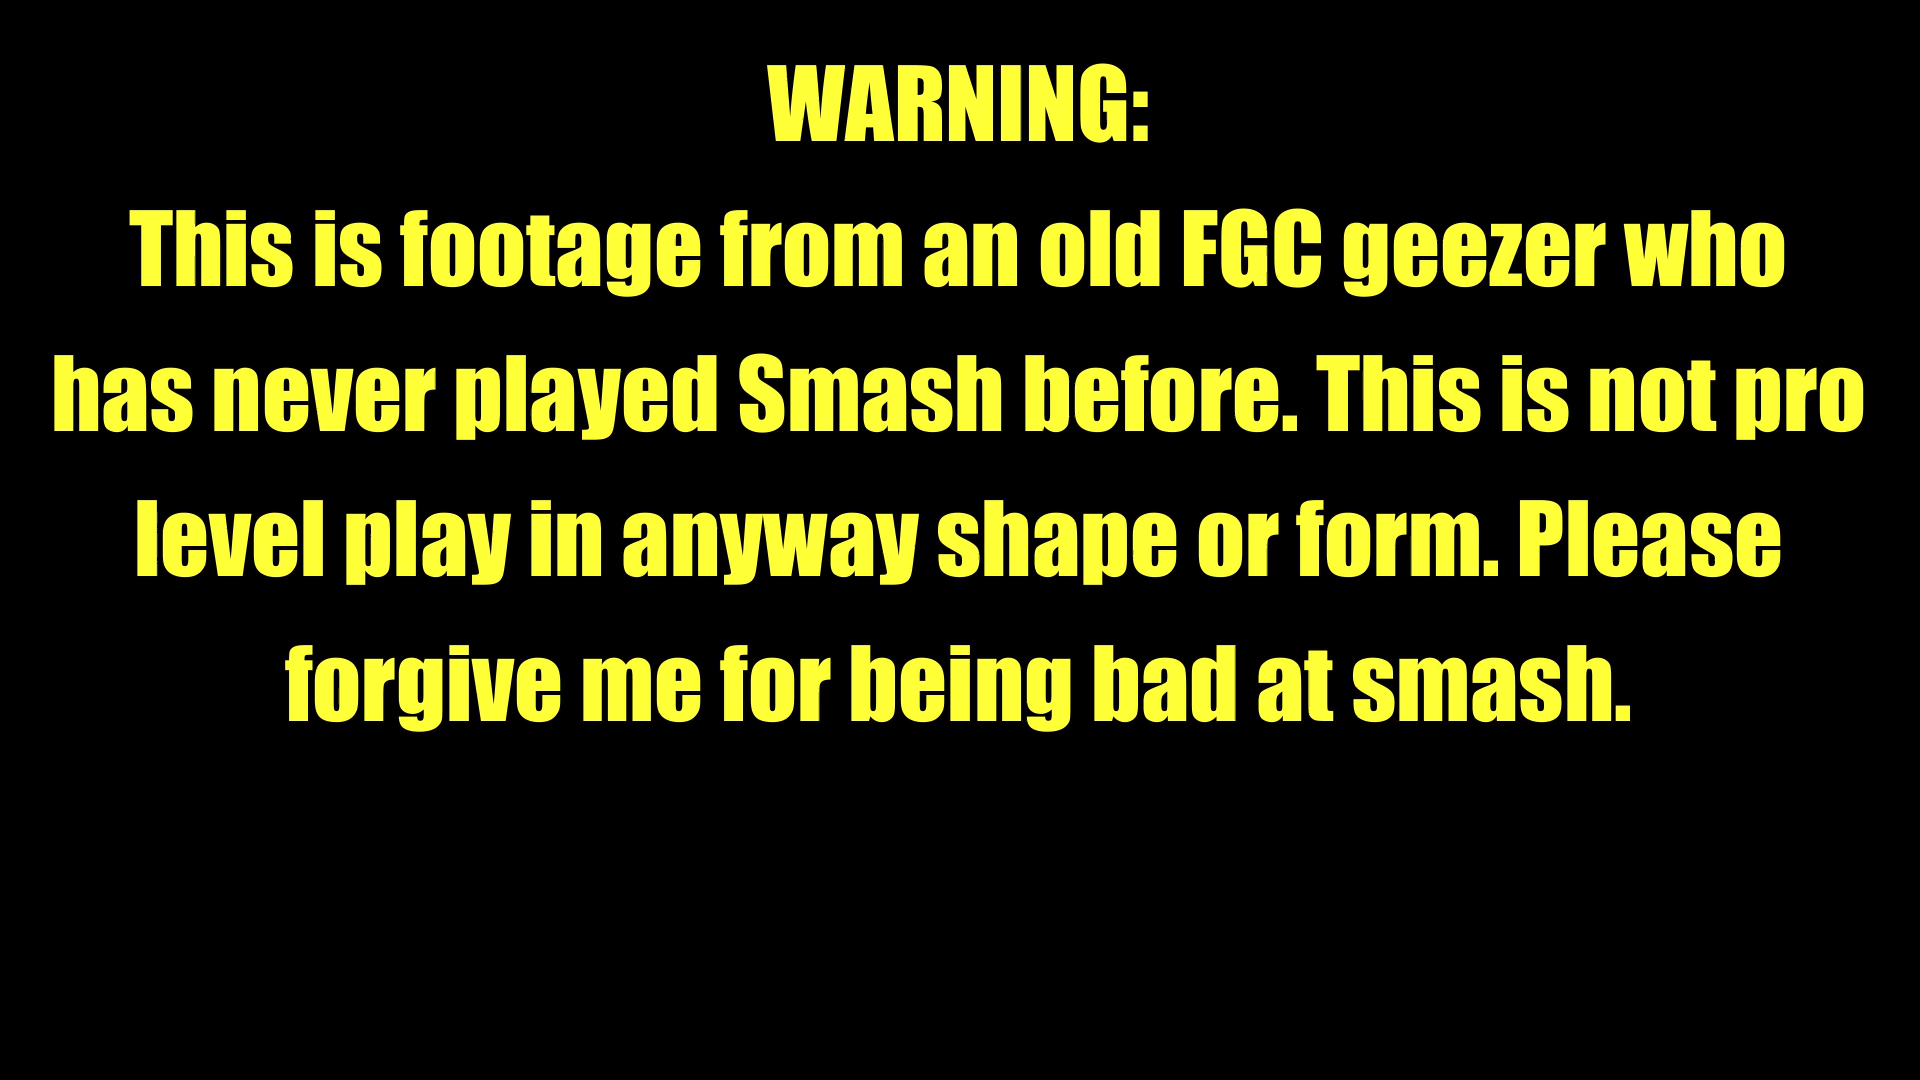 WARNING:
This is footage from an old FGC geezer who
has never played Smash before. This is not pro
level play in anyway shape or form. Please
forgive me for being bad at smash.